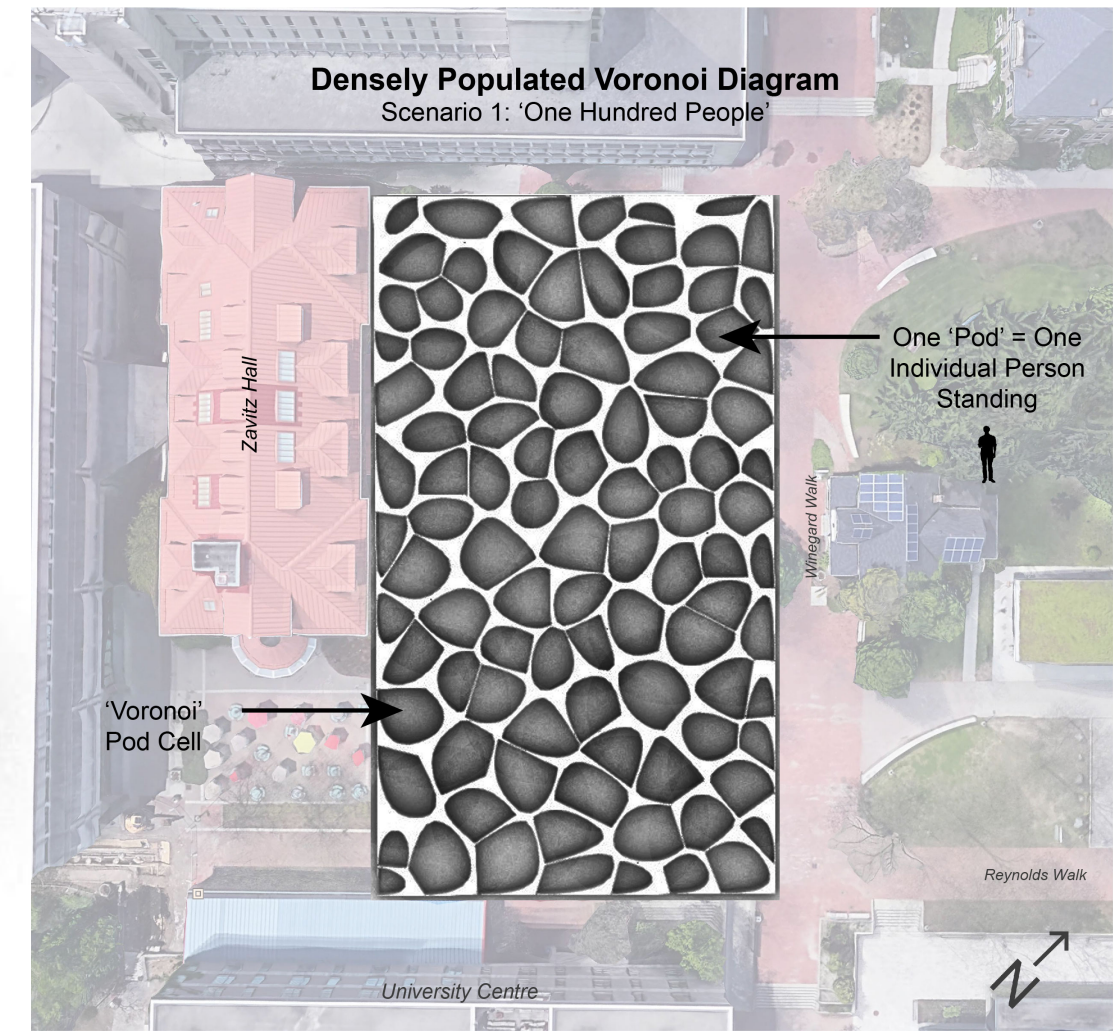 Densely Populated Voronoi Diagram
Scenario 1: ‘One Hundred People’
One ‘Pod’ = One
Individual Person
Standing
Zavitz Hall
Winegard Walk
‘Voronoi’
Pod Cell
Reynolds Walk
University Centre
N